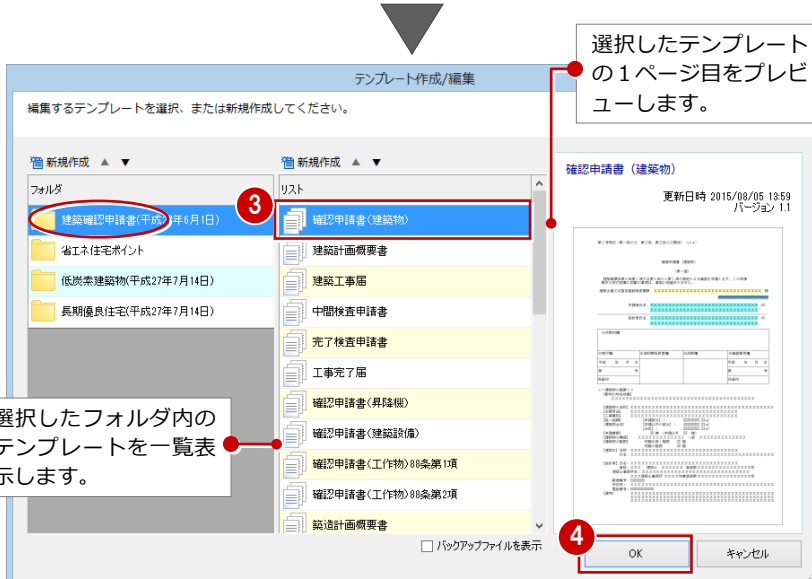 選択したテンプレート
の1ページ目をプレビ
ューします。
テンプレート作成/編集
編集するテンプレートを選択、または新規作成してください。
新規作成 ▲ ▼
フォルダ
建築確認申請書(平成 年6月1日)
省エネ住宅ポイント
低炭素建築物(平成27年7月14日)
長期優良住宅(平成27年7月14日)
選択したフォルダ内の
テンプレートを一覧表
示します。
新規作成 ▲ ▼
リスト
3
確認申請書(建築物)
建築計画概要書
建築工事届
中間検査申請書
完了検査申請書
工事完了届
確認申請書(昇降機)
確認申請書(建築設備)
確認申請書(工作物)88条第1項
確認申請書(工作物)88条第2項
築造計画概要書
バックアップファイルを表示
確認申請書（建築物）
更新日時 2015/08/05 13:59
バージョン 1.1
確認申請書（建築物）
（第一面）
4
OK
キャンセル